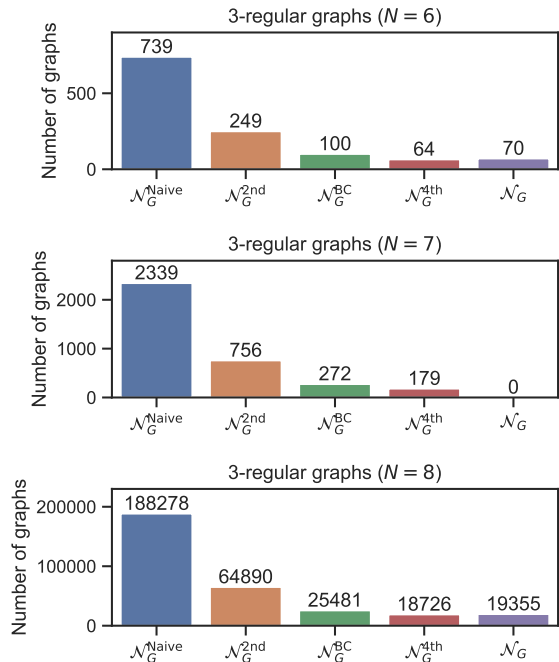 3-regular graphs (N = 6)
Number of graphs
500
0
739
249
100
64
70
𝒩_G^Naive 𝒩_G^2nd 𝒩_G^BC 𝒩_G^4th 𝒩_G
3-regular graphs (N = 7)
Number of graphs
2000
1000
0
2339
756
272
179
0
𝒩_G^Naive 𝒩_G^2nd 𝒩_G^BC 𝒩_G^4th 𝒩_G
3-regular graphs (N = 8)
Number of graphs
200000
100000
0
188278
64890
25481
18726
19355
𝒩_G^Naive 𝒩_G^2nd 𝒩_G^BC 𝒩_G^4th 𝒩_G